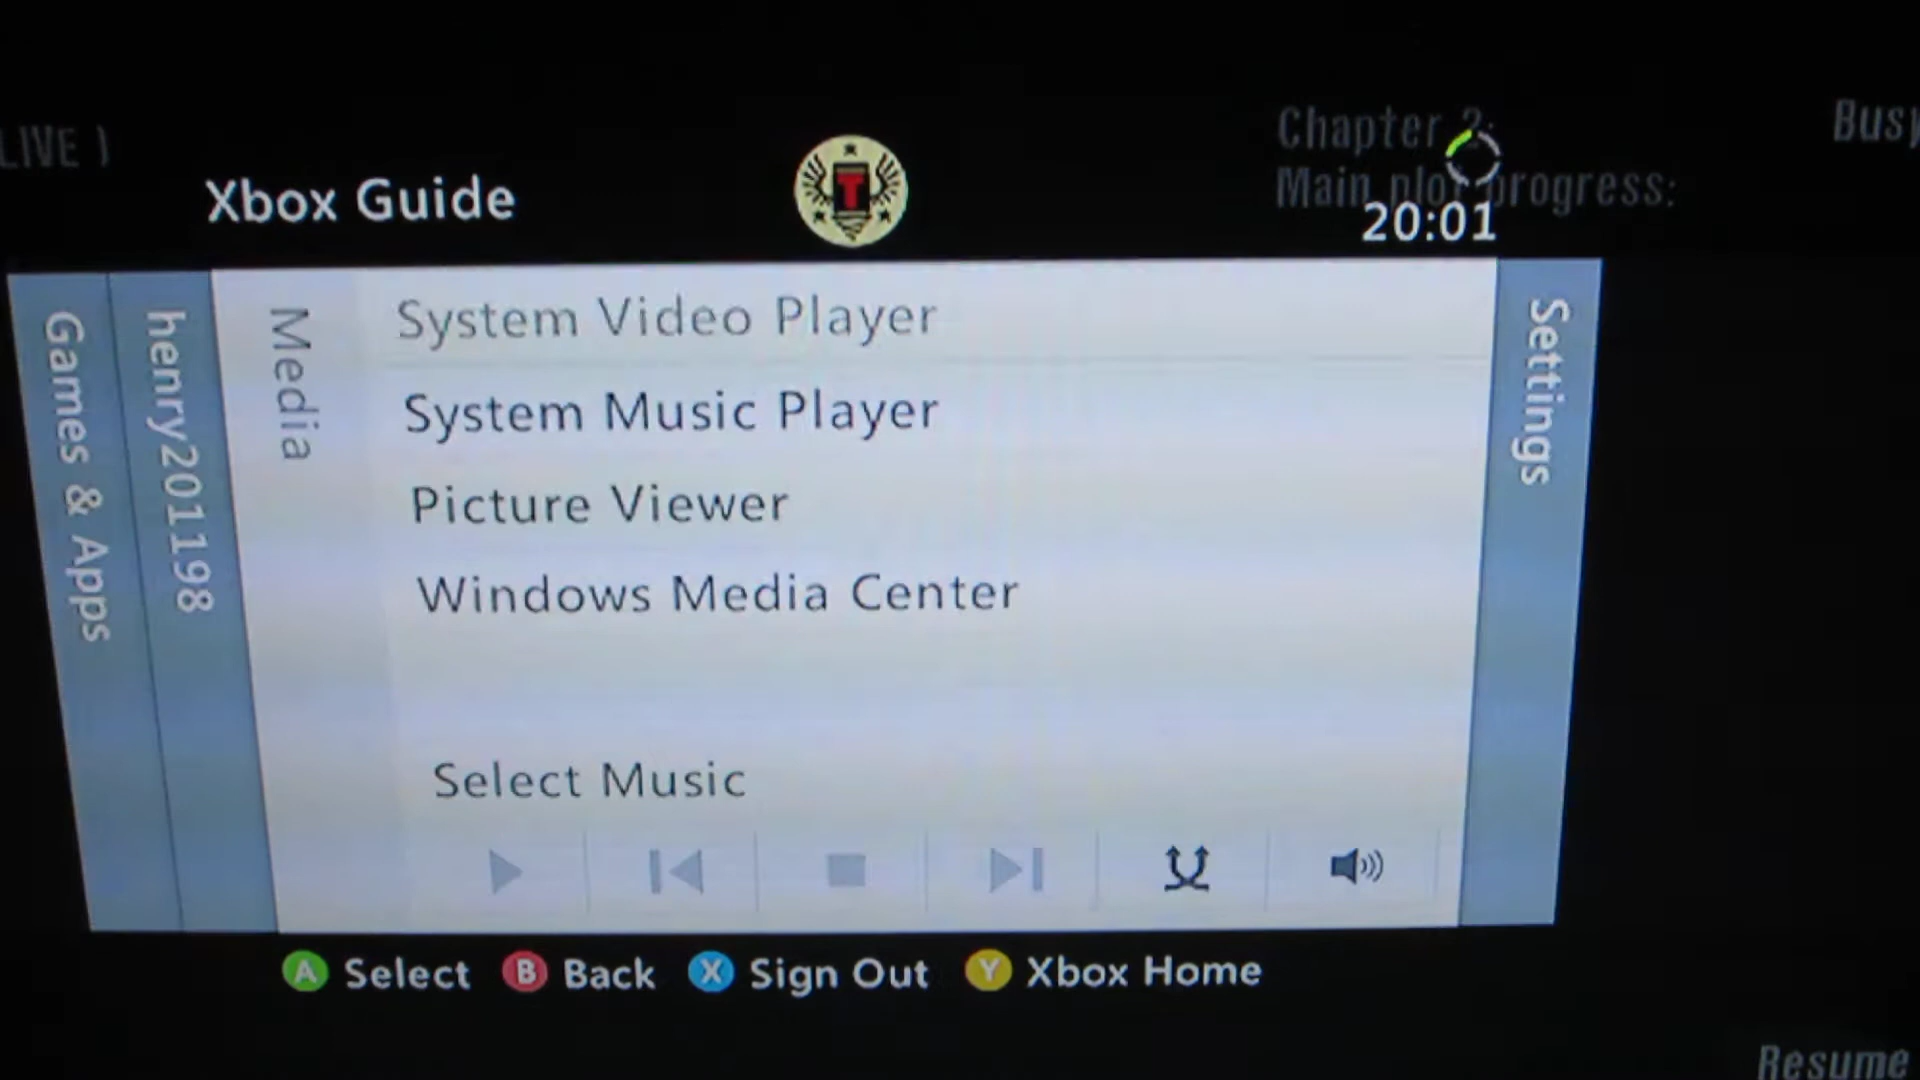 LIVE )
Chapter 2:
Busy
Main plot progress:
Xbox Guide
T
20:01
Games & Apps
henry201198
Media
System Video Player
System Music Player
Picture Viewer
Windows Media Center
Select Music
Settings
A Select B Back X Sign Out Y Xbox Home
Resume